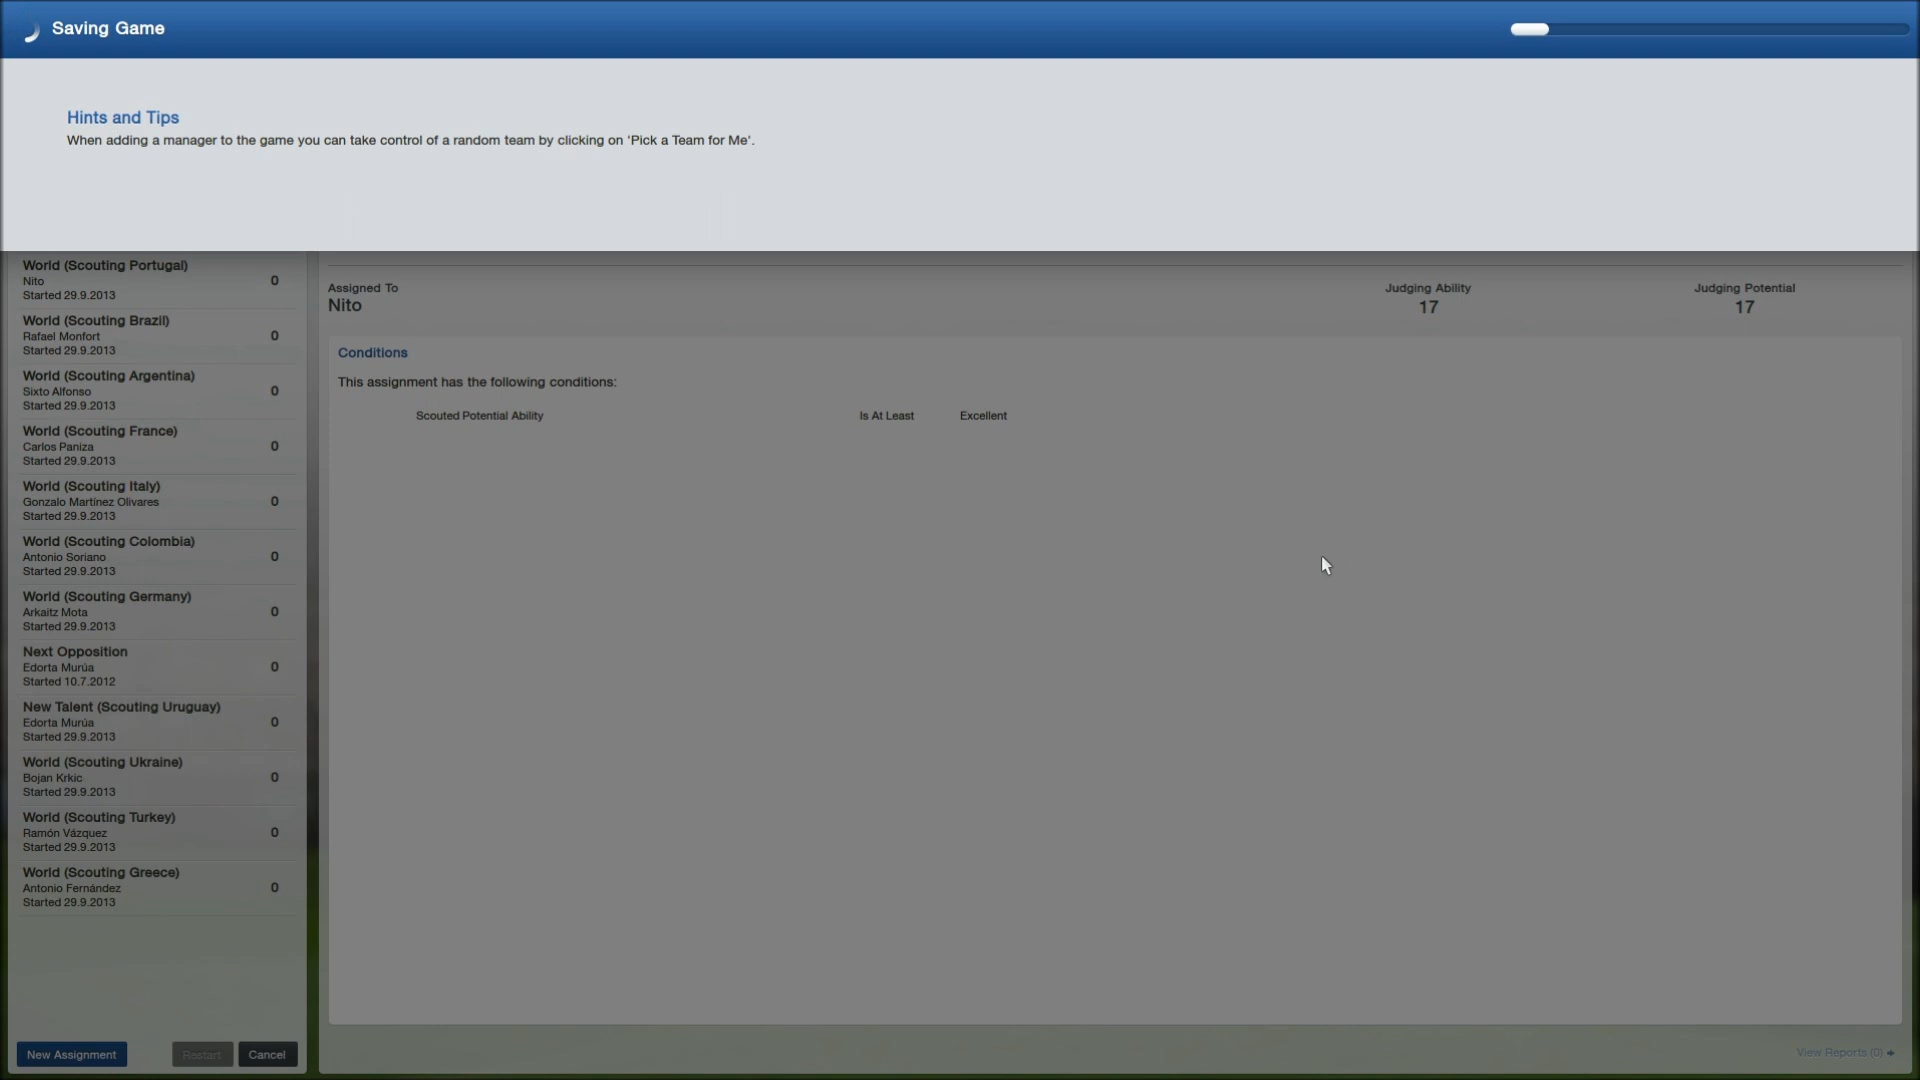 Saving Game
Hints and Tips
When adding a manager to the game you can take control of a random team by clicking on 'Pick a Team for Me'.
World (Scouting Portugal)
Nito
0
Started 29.9.2013
World (Scouting Brazil)
Rafael Monfort
0
Started 29.9.2013
World (Scouting Argentina)
Sixto Alfonso
0
Started 29.9.2013
World (Scouting France)
Carlos Paniza
0
Started 29.9.2013
World (Scouting Italy)
Gonzalo Martínez Olivares
0
Started 29.9.2013
World (Scouting Colombia)
Antonio Soriano
0
Started 29.9.2013
World (Scouting Germany)
Arkaitz Mota
0
Started 29.9.2013
Next Opposition
Edorta Murúa
0
Started 10.7.2012
New Talent (Scouting Uruguay)
Edorta Murúa
0
Started 29.9.2013
World (Scouting Ukraine)
Bojan Krkic
0
Started 29.9.2013
World (Scouting Turkey)
Ramón Vázquez
0
Started 29.9.2013
World (Scouting Greece)
Antonio Fernández
0
Started 29.9.2013
New Assignment
Restart
Cancel
Assigned To
Nito
Judging Ability
17
Judging Potential
17
Conditions
This assignment has the following conditions:
Scouted Potential Ability Is At Least Excellent
View Reports (0)